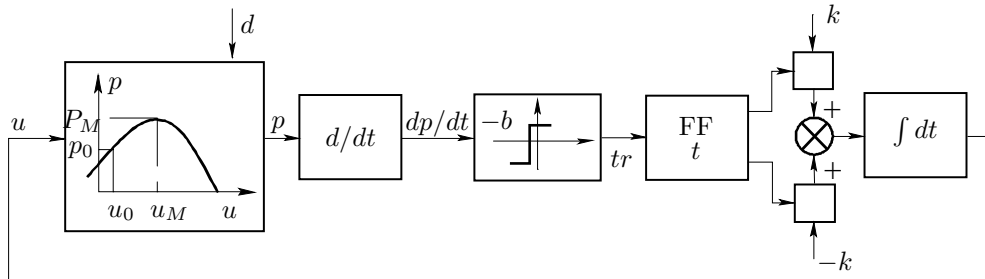 k
d
p
u
P_M
p_0
u_0
u_M
u
p
d/dt
dp/dt
−b
tr
FF
t
+
+
∫ dt
−k